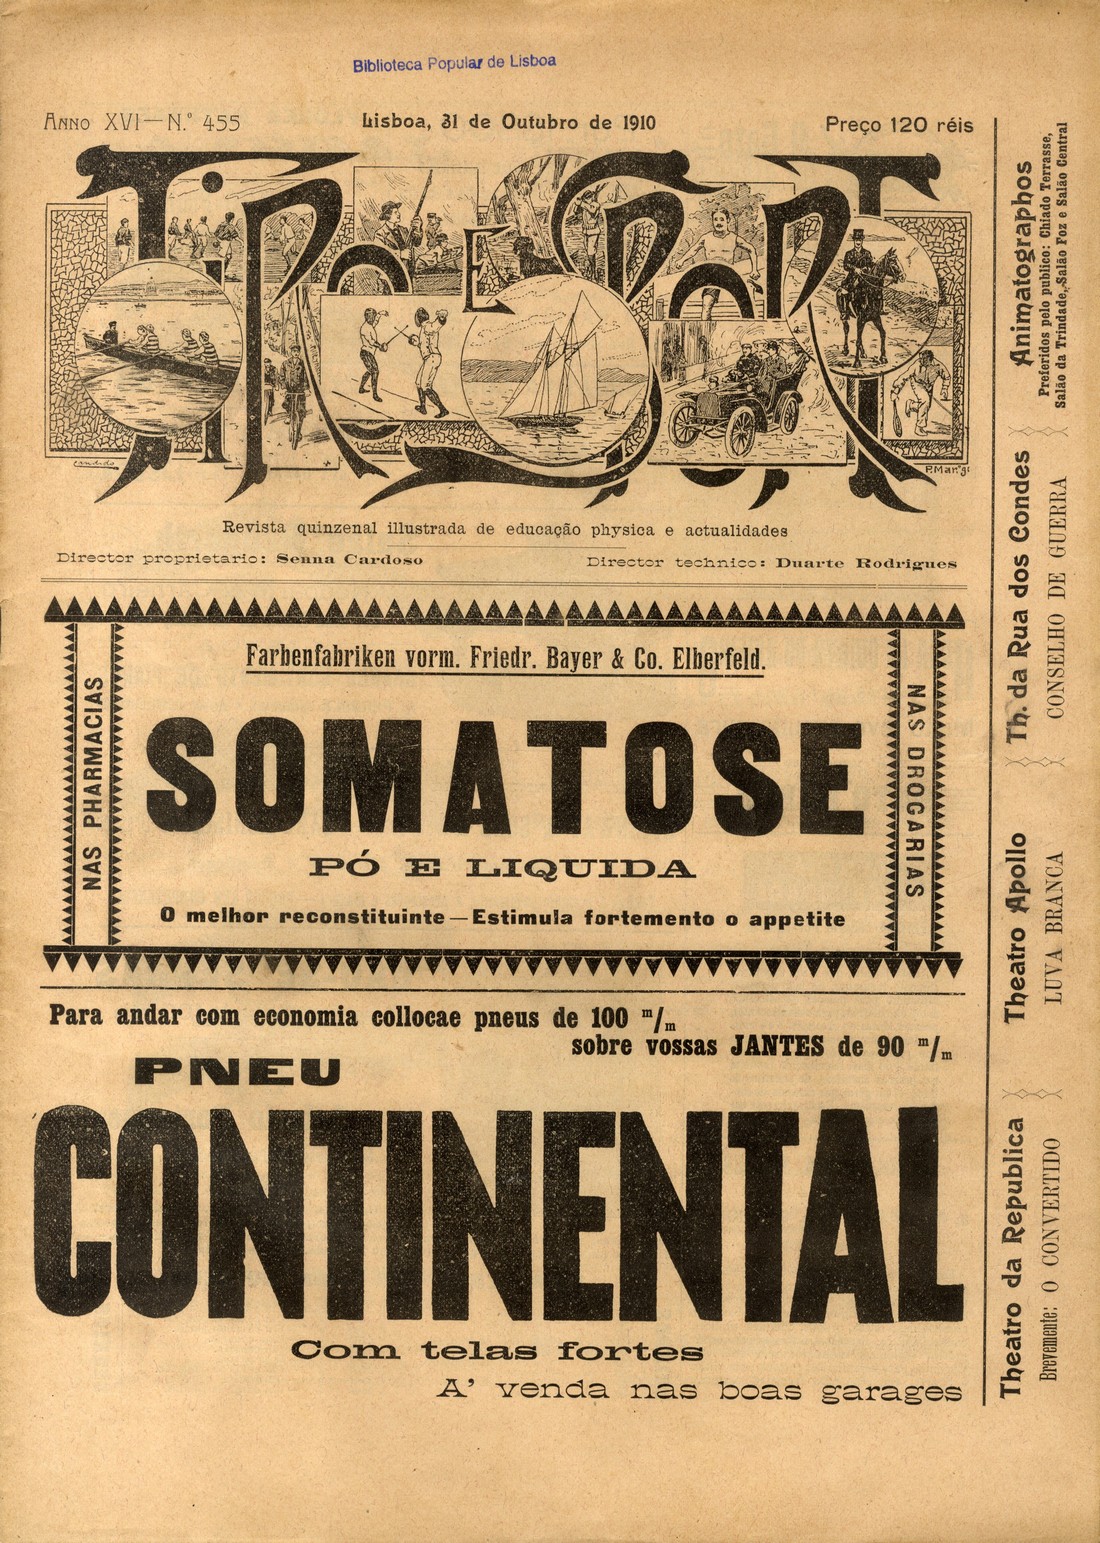 Biblioteca Popular de Lisboa
Anno XVI—N.º 455
Lisboa, 31 de Outubro de 1910
Preço 120 réis
TIRO E SPORT
candido
P. Marõgi
Revista quinzenal illustrada de educação physica e actualidades
Director proprietario: Senna Cardoso
Director technico: Duarte Rodrigues
Farbenfabriken vorm. Friedr. Bayer & Co. Elberfeld.
NAS PHARMACIAS
SOMATOSE
NAS DROGARIAS
PÓ E LIQUIDA
O melhor reconstituinte—Estimula fortemento o appetite
Para andar com economia collocae pneus de 100 m/m
sobre vossas JANTES de 90 m/m
PNEU
CONTINENTAL
Com telas fortes
A' venda nas boas garages
Theatro da Republica
Brevemente: O CONVERTIDO
Theatro Apollo
LUVA BRANCA
Th. da Rua dos Condes
CONSELHO DE GUERRA
Animatographos
Preferidos pelo publico: Chiado Terrasse,
Salão da Trindade, Salão Foz e Salão Central